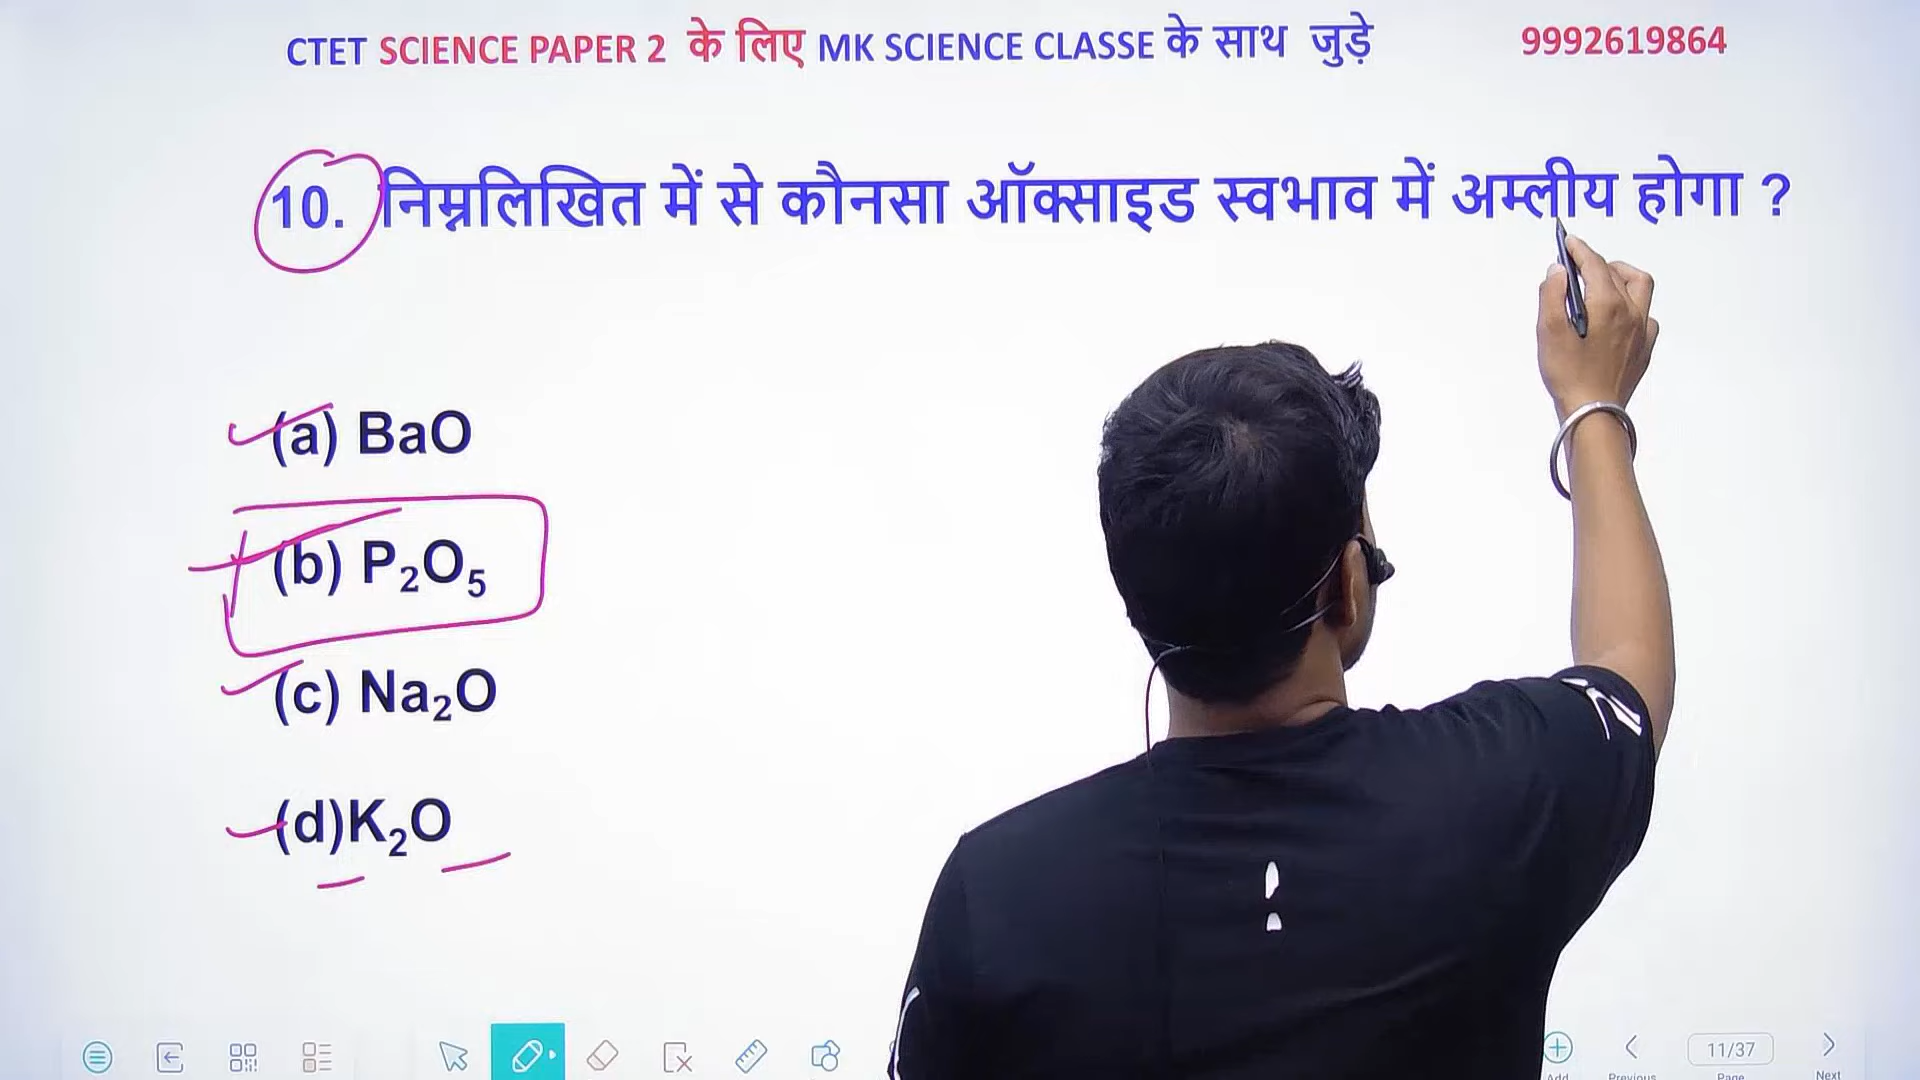 CTET SCIENCE PAPER 2 के लिए MK SCIENCE CLASSE के साथ जुड़े 9992619864
10. निम्नलिखित में से कौनसा ऑक्साइड स्वभाव में अम्लीय होगा ?
(a) BaO
(b) P₂O₅
(c) Na₂O
(d)K₂O
11/37
Add Previous Page Next